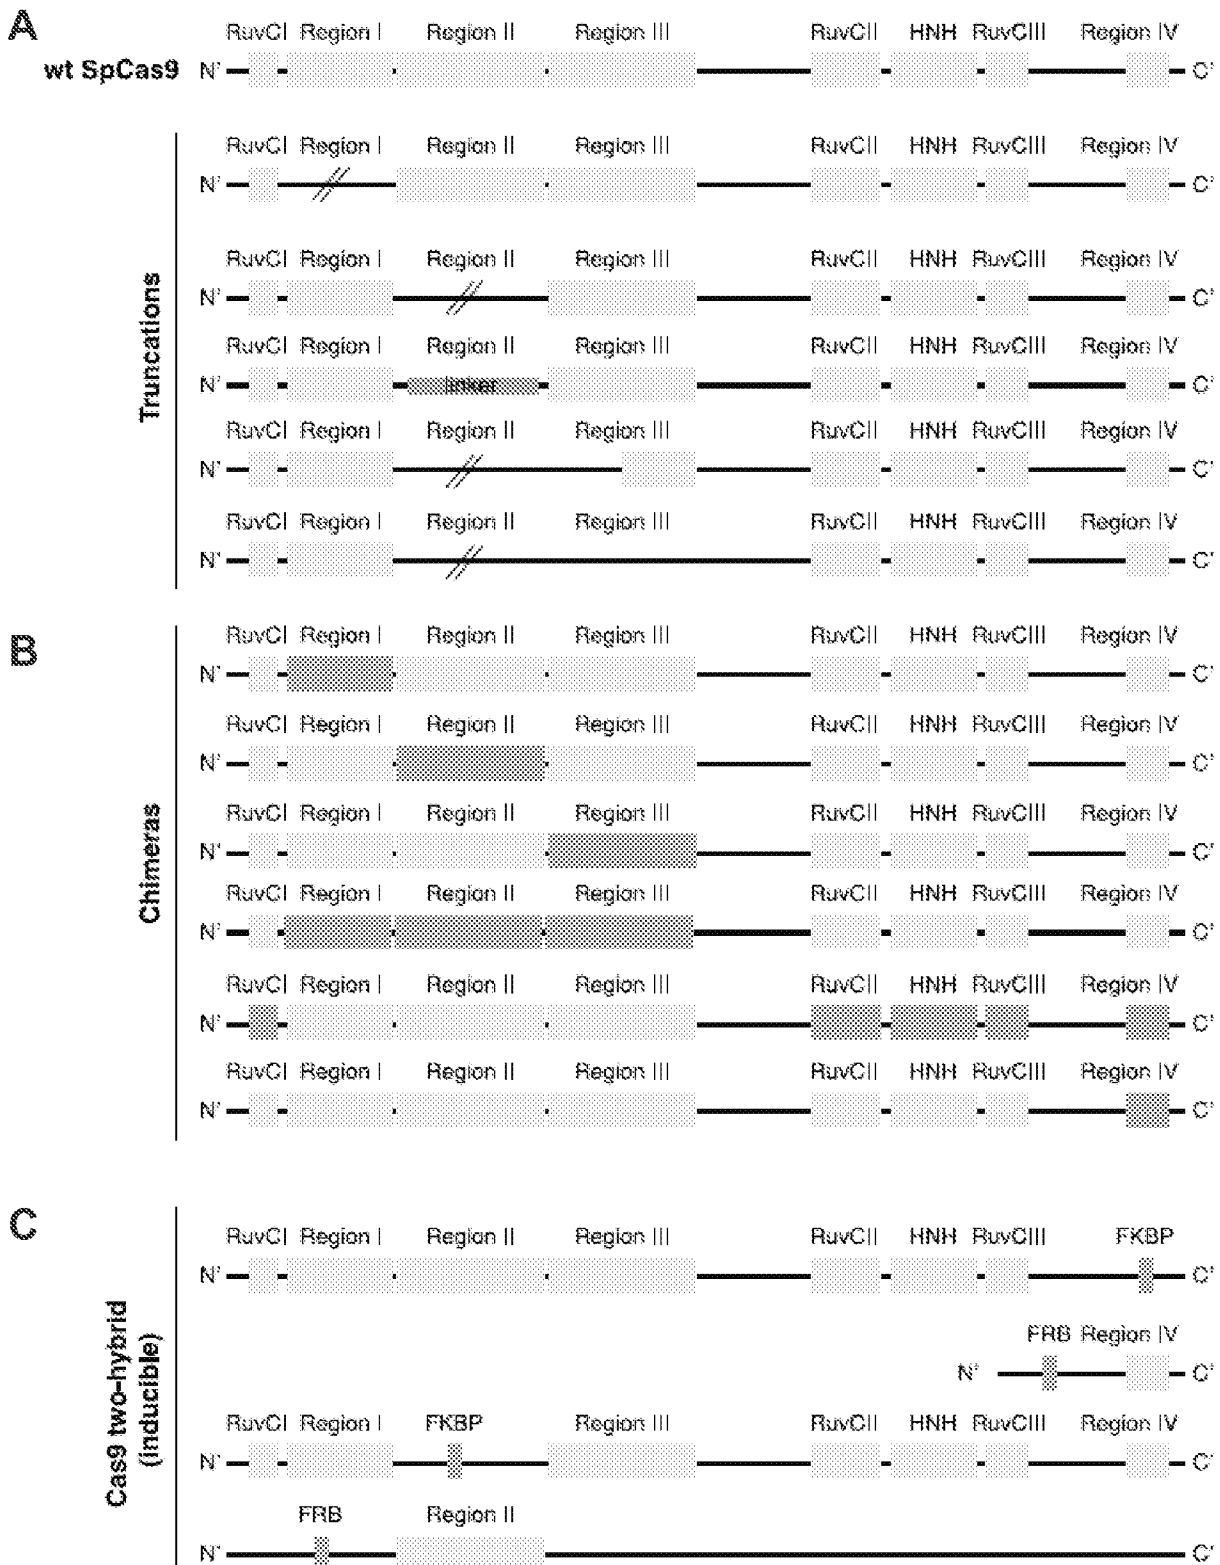 A
RuvCI Region I Region II Region III RuvCII HNH RuvCIII Region IV
wt SpCas9 N' C'
Truncations
RuvCI Region I Region II Region III RuvCII HNH RuvCIII Region IV
N' C'
RuvCI Region I Region II Region III RuvCII HNH RuvCIII Region IV
N' C'
RuvCI Region I Region II Region III RuvCII HNH RuvCIII Region IV
N' linker C'
RuvCI Region I Region II Region III RuvCII HNH RuvCIII Region IV
N' C'
RuvCI Region I Region II Region III RuvCII HNH RuvCIII Region IV
N' C'
B
Chimeras
RuvCI Region I Region II Region III RuvCII HNH RuvCIII Region IV
N' C'
RuvCI Region I Region II Region III RuvCII HNH RuvCIII Region IV
N' C'
RuvCI Region I Region II Region III RuvCII HNH RuvCIII Region IV
N' C'
RuvCI Region I Region II Region III RuvCII HNH RuvCIII Region IV
N' C'
RuvCI Region I Region II Region III RuvCII HNH RuvCIII Region IV
N' C'
RuvCI Region I Region II Region III RuvCII HNH RuvCIII Region IV
N' C'
C
Cas9 two-hybrid
(inducible)
RuvCI Region I Region II Region III RuvCII HNH RuvCIII FKBP
N' C'
FRB Region IV
N' C'
RuvCI Region I FKBP Region III RuvCII HNH RuvCIII Region IV
N' C'
FRB Region II
N' C'